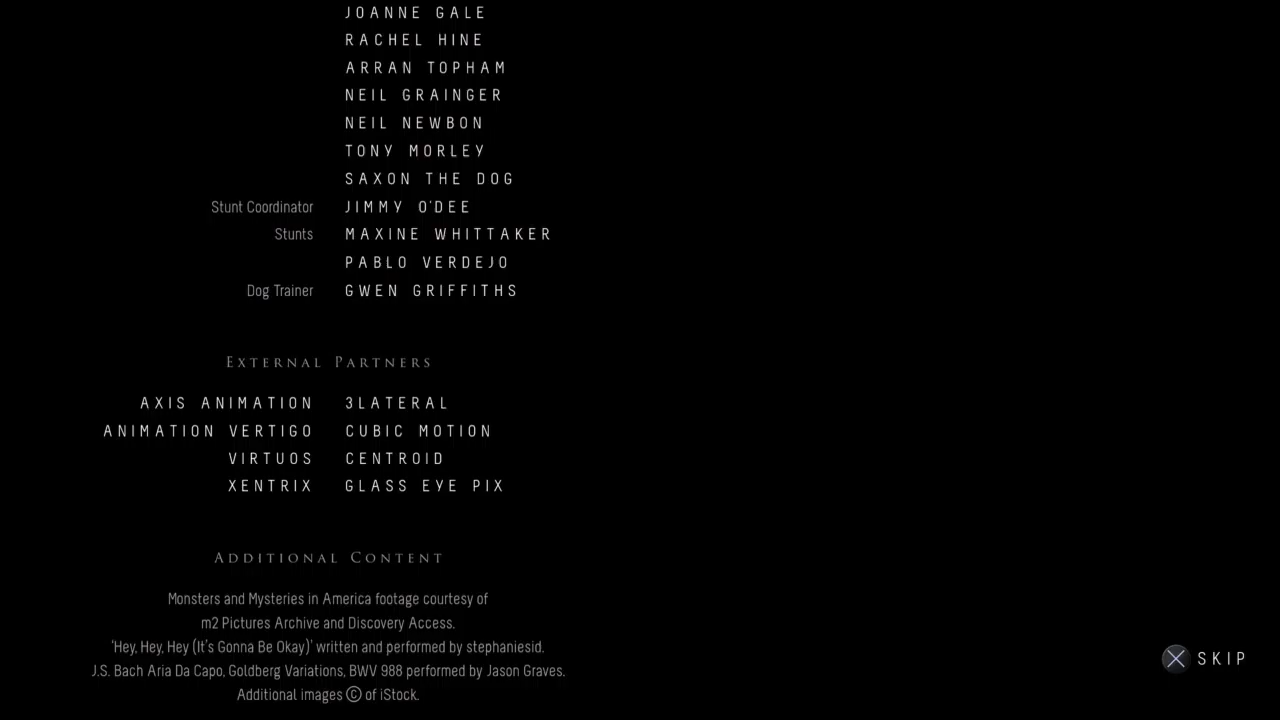 JOANNE GALE
RACHEL HINE
ARRAN TOPHAM
NEIL GRAINGER
NEIL NEWBON
TONY MORLEY
SAXON THE DOG
Stunt Coordinator JIMMY O'DEE
Stunts MAXINE WHITTAKER
PABLO VERDEJO
Dog Trainer GWEN GRIFFITHS
EXTERNAL PARTNERS
AXIS ANIMATION 3LATERAL
ANIMATION VERTIGO CUBIC MOTION
VIRTUOS CENTROID
XENTRIX GLASS EYE PIX
ADDITIONAL CONTENT
Monsters and Mysteries in America footage courtesy of
m2 Pictures Archive and Discovery Access.
'Hey, Hey, Hey (It's Gonna Be Okay)' written and performed by stephaniesid.
J.S. Bach Aria Da Capo, Goldberg Variations, BWV 988 performed by Jason Graves.
Additional images © of iStock.
SKIP